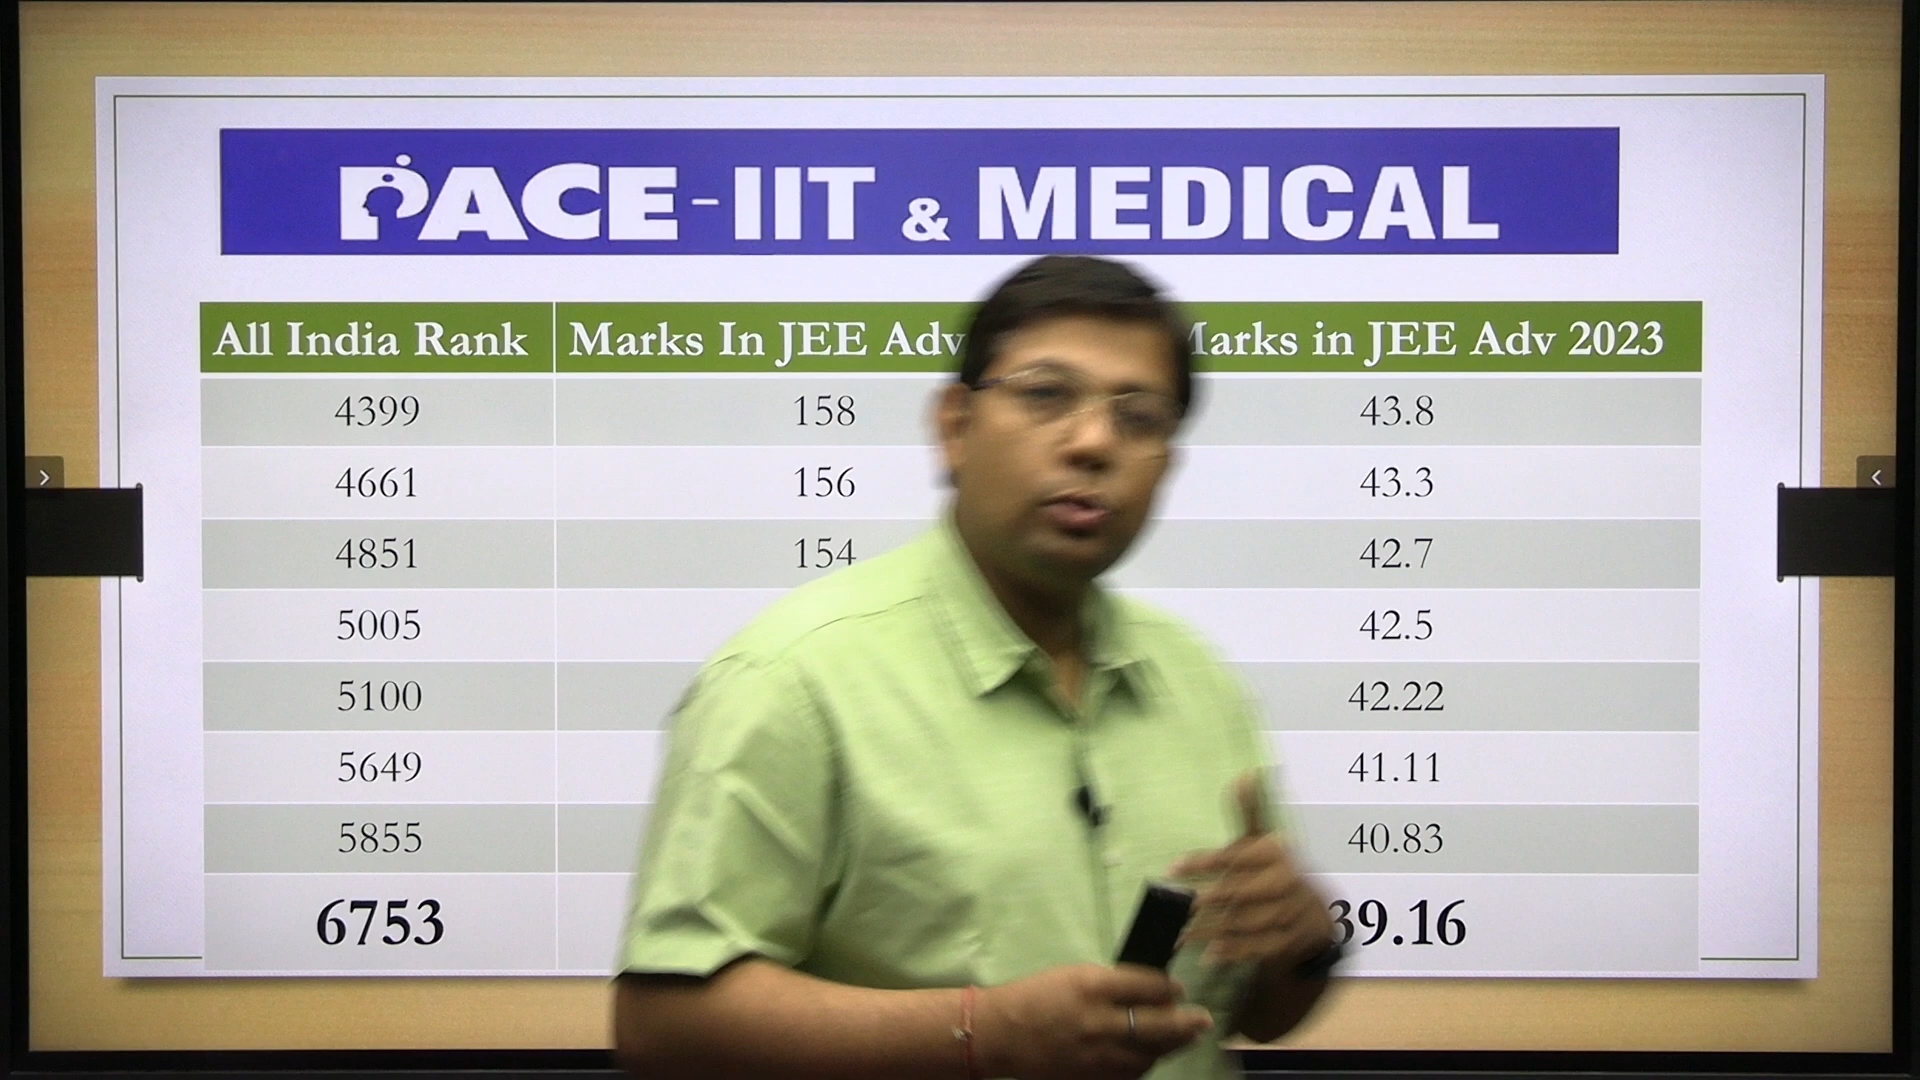 PACE-IIT & MEDICAL
All India Rank Marks In JEE Adv Marks in JEE Adv 2023
4399 158 43.8
4661 156 43.3
4851 154 42.7
5005 42.5
5100 42.22
5649 41.11
5855 40.83
6753 39.16